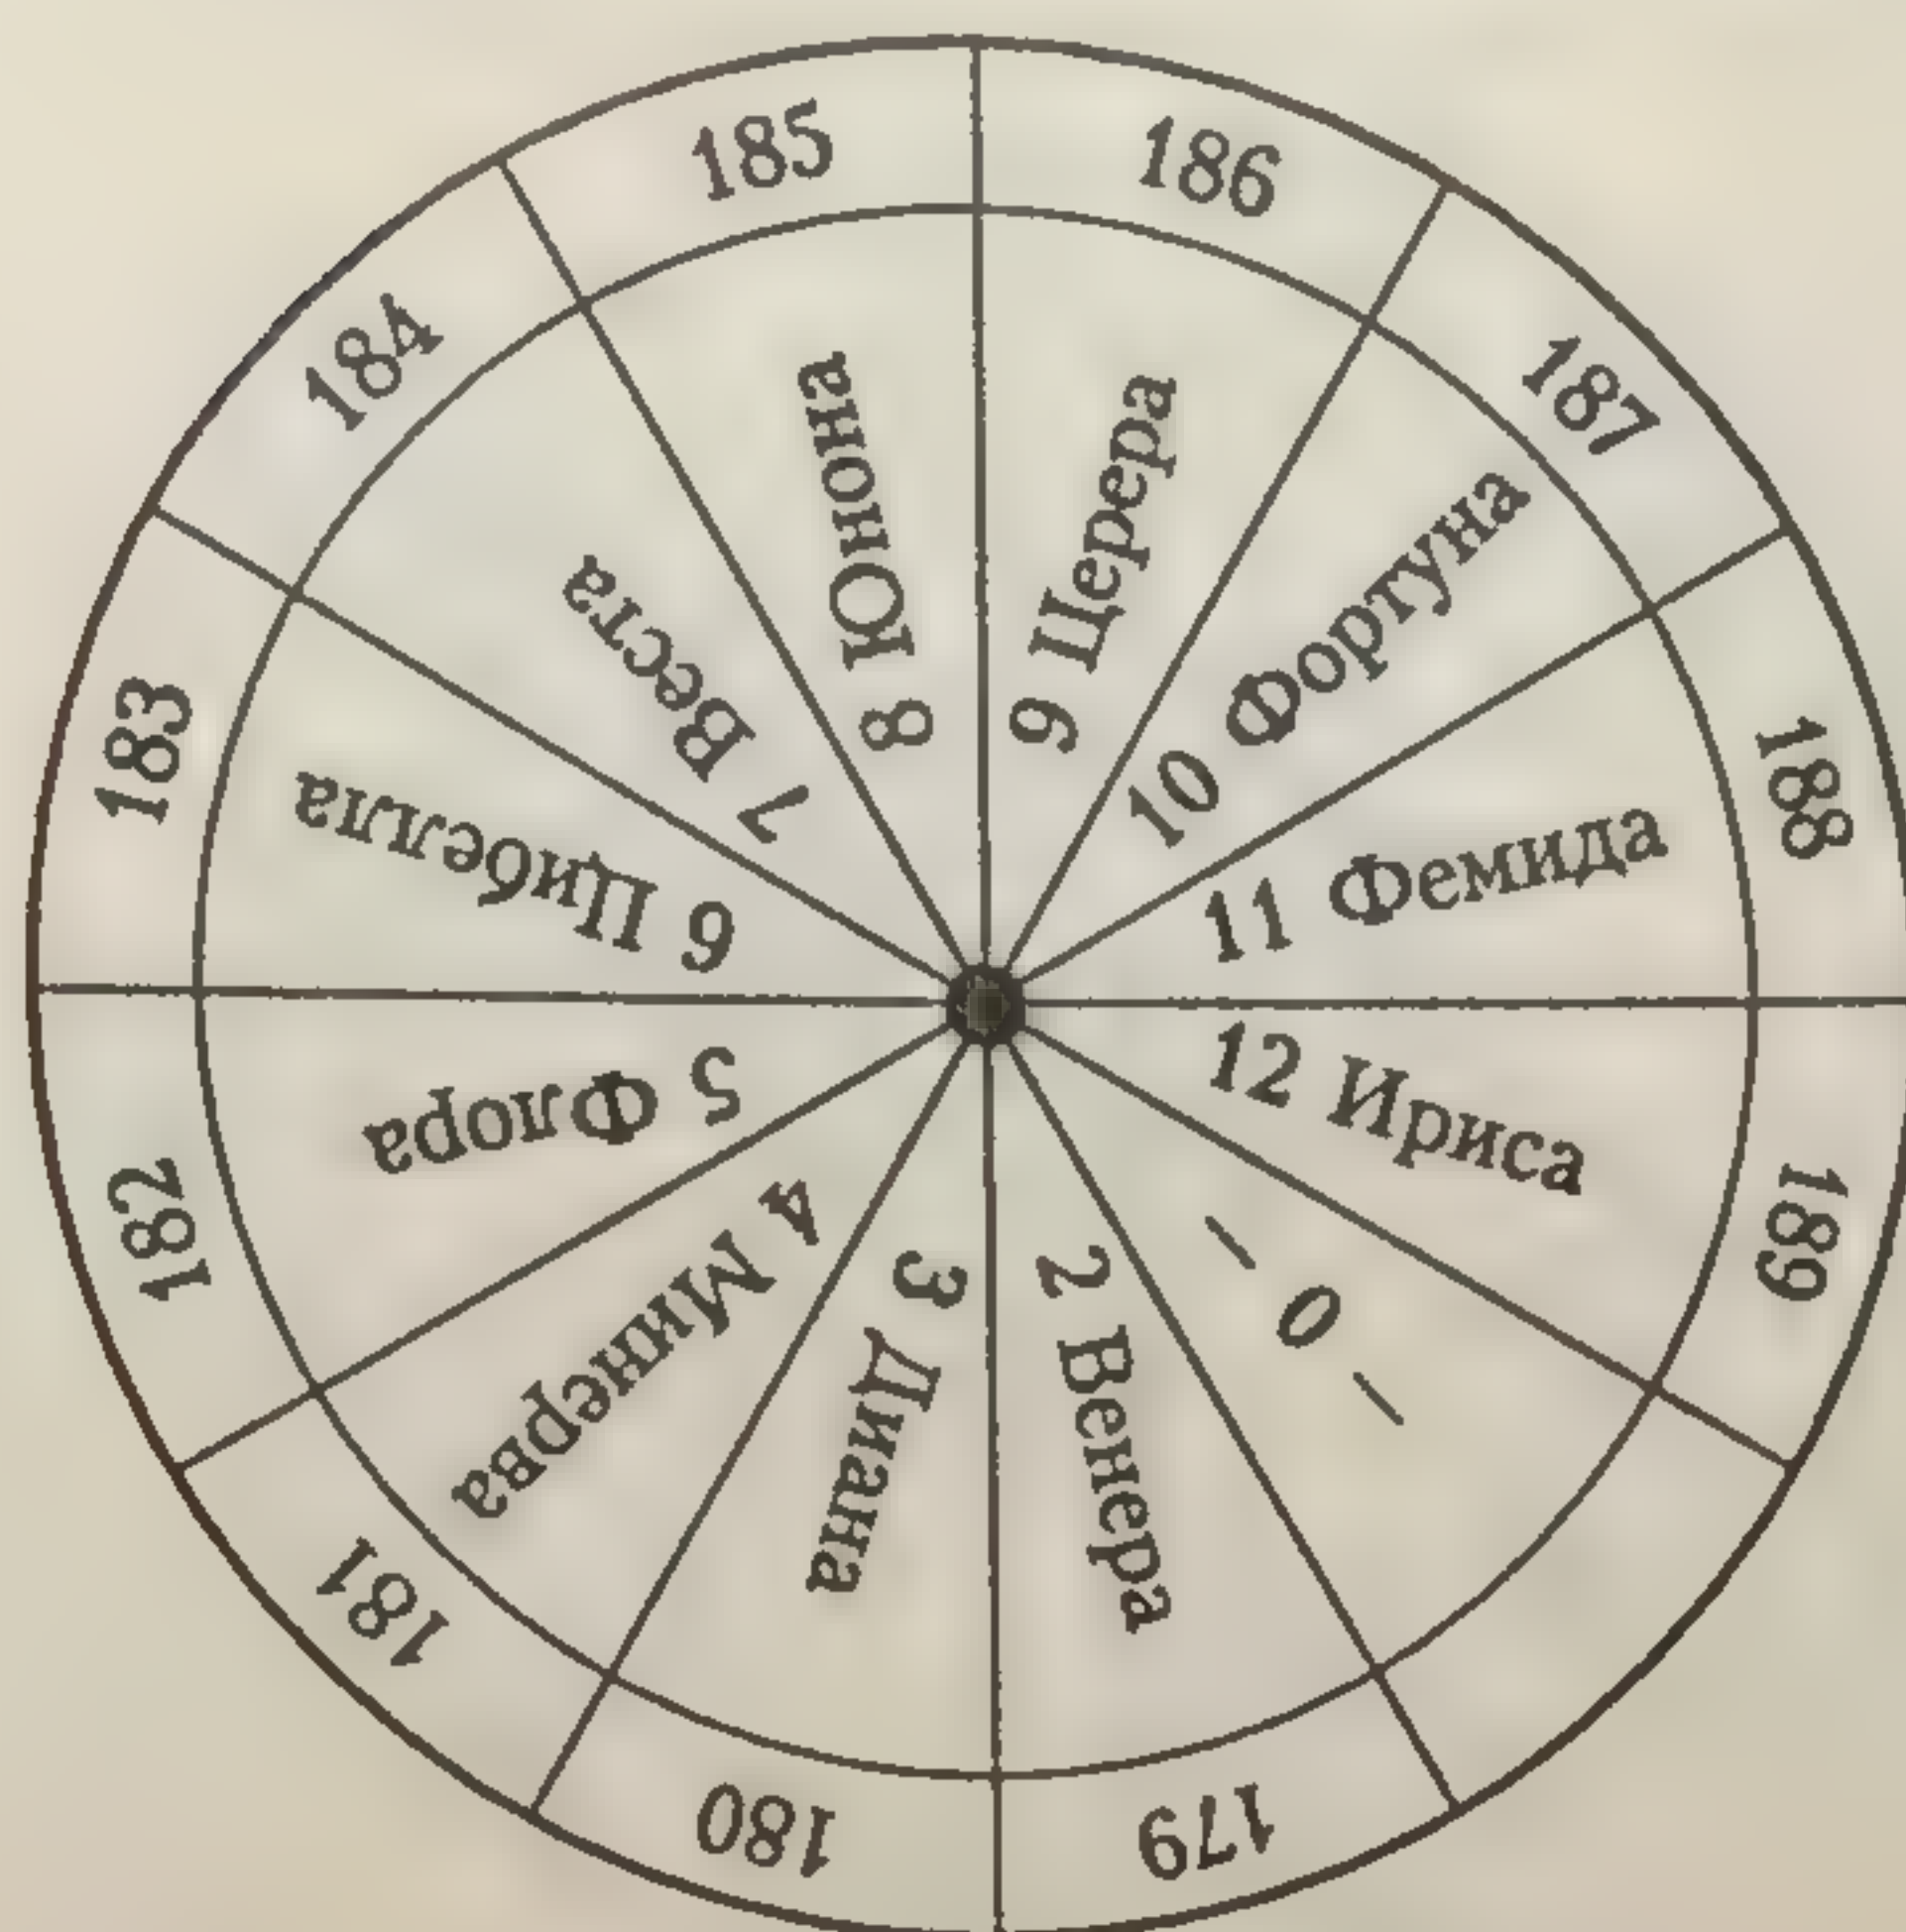 179
2 Венера
180
3 Диана
181
4 Минерва
182
5 Флора
183
6 Цибелла
184
7 Веста
185
8 Юнона
186
9 Церера
187
10 Фортуна
188
11 Фемида
189
12 Ириса
– 0 –